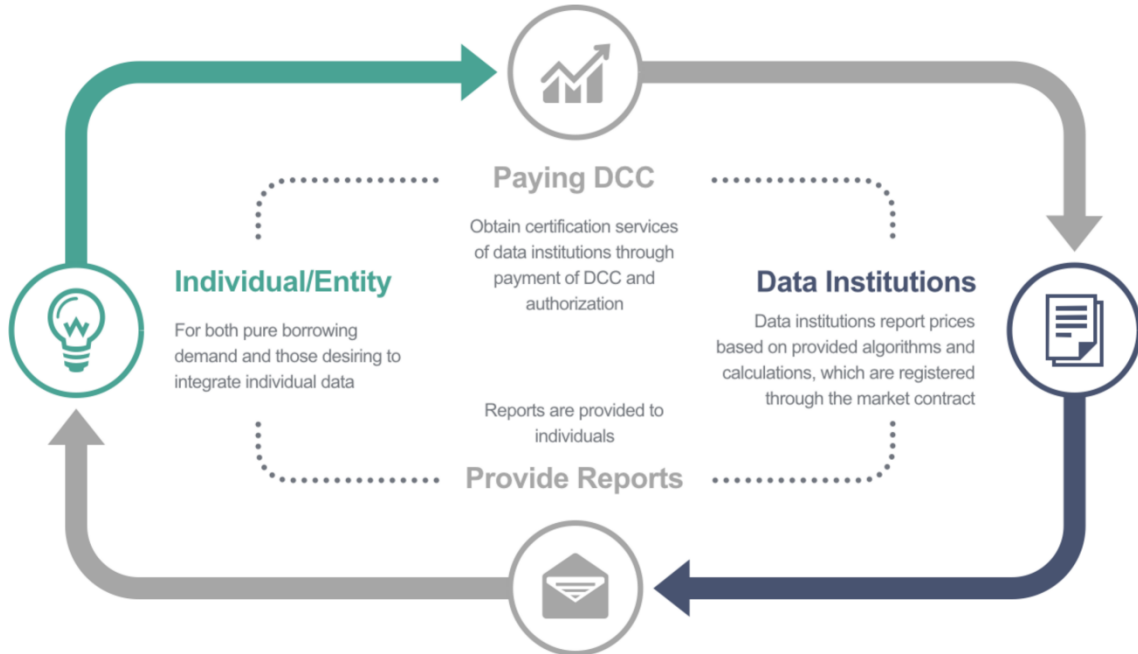 Paying DCC
Obtain certification services
of data institutions through
payment of DCC and
authorization
Individual/Entity
For both pure borrowing
demand and those desiring to
integrate individual data
Data Institutions
Data institutions report prices
based on provided algorithms and
calculations, which are registered
through the market contract
Reports are provided to
individuals
Provide Reports